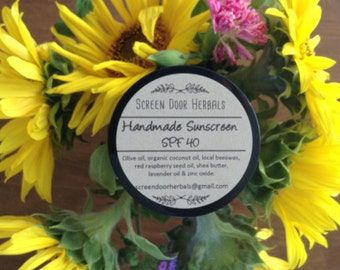 SCREEN DOOR HERBALS
Handmade Sunscreen
SPF 40
Olive oil, organic coconut oil, local beeswax,
red raspberry seed oil, shea butter,
lavender oil & zinc oxide.
screendoorherbals@gmail.com